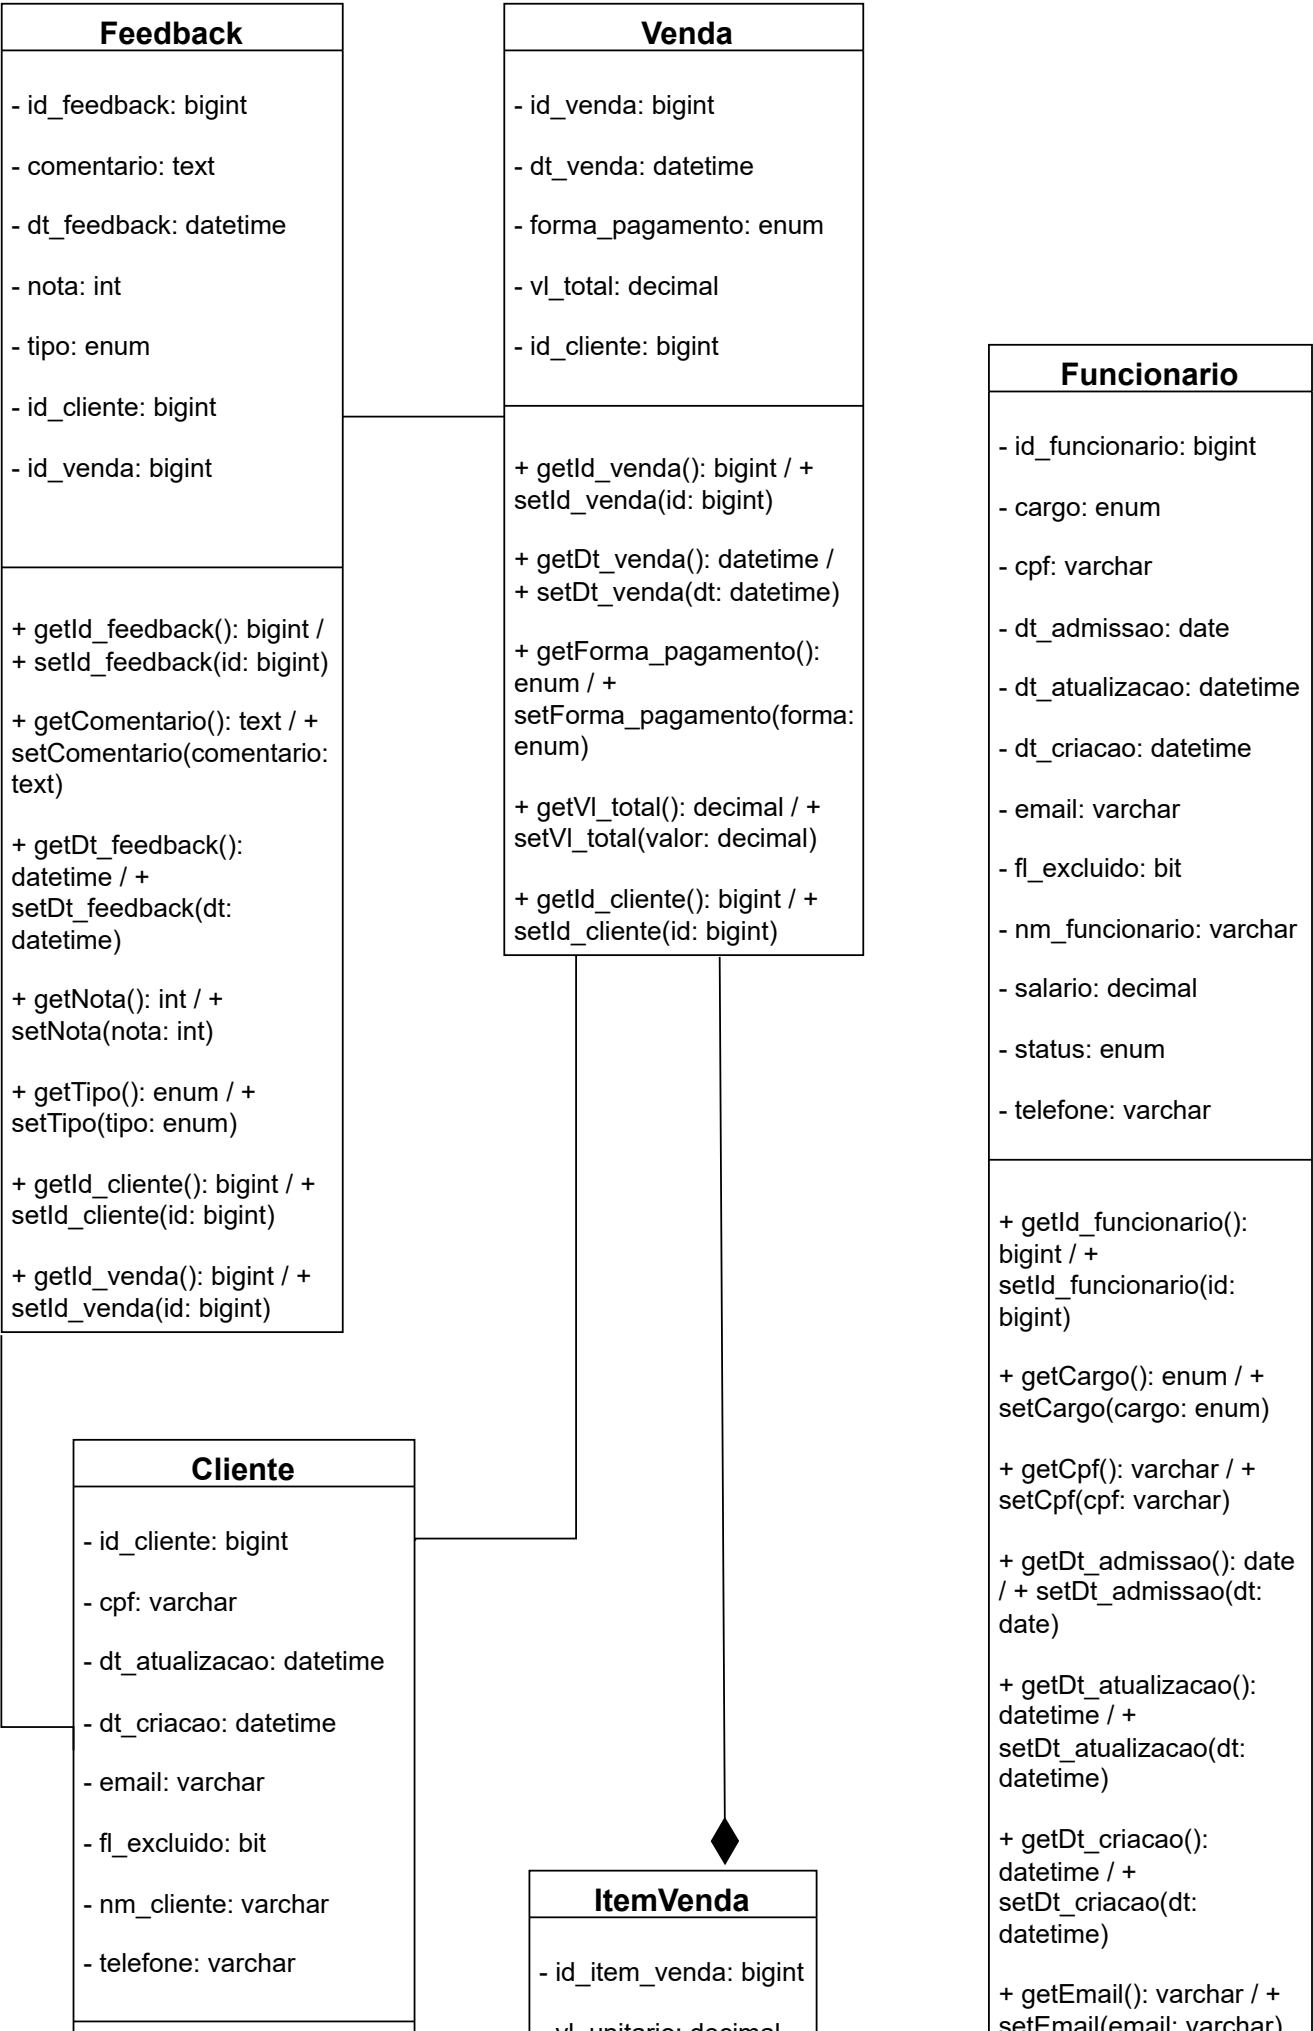 Feedback
- id_feedback: bigint
- comentario: text
- dt_feedback: datetime
- nota: int
- tipo: enum
- id_cliente: bigint
- id_venda: bigint
+ getId_feedback(): bigint /
+ setId_feedback(id: bigint)
+ getComentario(): text / +
setComentario(comentario:
text)
+ getDt_feedback():
datetime / +
setDt_feedback(dt:
datetime)
+ getNota(): int / +
setNota(nota: int)
+ getTipo(): enum / +
setTipo(tipo: enum)
+ getId_cliente(): bigint / +
setId_cliente(id: bigint)
+ getId_venda(): bigint / +
setId_venda(id: bigint)
Venda
- id_venda: bigint
- dt_venda: datetime
- forma_pagamento: enum
- vl_total: decimal
- id_cliente: bigint
+ getId_venda(): bigint / +
setId_venda(id: bigint)
+ getDt_venda(): datetime /
+ setDt_venda(dt: datetime)
+ getForma_pagamento():
enum / +
setForma_pagamento(forma:
enum)
+ getVl_total(): decimal / +
setVl_total(valor: decimal)
+ getId_cliente(): bigint / +
setId_cliente(id: bigint)
Funcionario
- id_funcionario: bigint
- cargo: enum
- cpf: varchar
- dt_admissao: date
- dt_atualizacao: datetime
- dt_criacao: datetime
- email: varchar
- fl_excluido: bit
- nm_funcionario: varchar
- salario: decimal
- status: enum
- telefone: varchar
+ getId_funcionario():
bigint / +
setId_funcionario(id:
bigint)
+ getCargo(): enum / +
setCargo(cargo: enum)
+ getCpf(): varchar / +
setCpf(cpf: varchar)
+ getDt_admissao(): date
/ + setDt_admissao(dt:
date)
+ getDt_atualizacao():
datetime / +
setDt_atualizacao(dt:
datetime)
+ getDt_criacao():
datetime / +
setDt_criacao(dt:
datetime)
+ getEmail(): varchar / +
setEmail(email: varchar)
Cliente
- id_cliente: bigint
- cpf: varchar
- dt_atualizacao: datetime
- dt_criacao: datetime
- email: varchar
- fl_excluido: bit
- nm_cliente: varchar
- telefone: varchar
ItemVenda
- id_item_venda: bigint
- vl_unitario: decimal